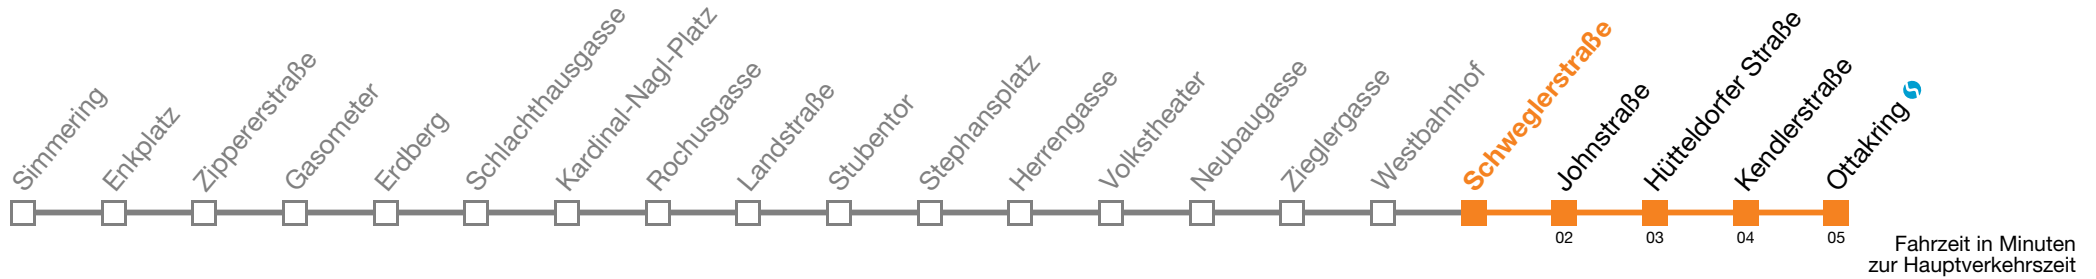 Simmering
Enkplatz
Zippererstraße
Gasometer
Erdberg
Schlachthausgasse
Kardinal-Nagl-Platz
Rochusgasse
Landstraße
Stubentor
Stephansplatz
Herrengasse
Volkstheater
Neubaugasse
Zieglergasse
Westbahnhof
Schweglerstraße
Johnstraße
Hütteldorfer Straße
Kendlerstraße
Ottakring
02
03
04
05
Fahrzeit in Minuten
zur Hauptverkehrszeit